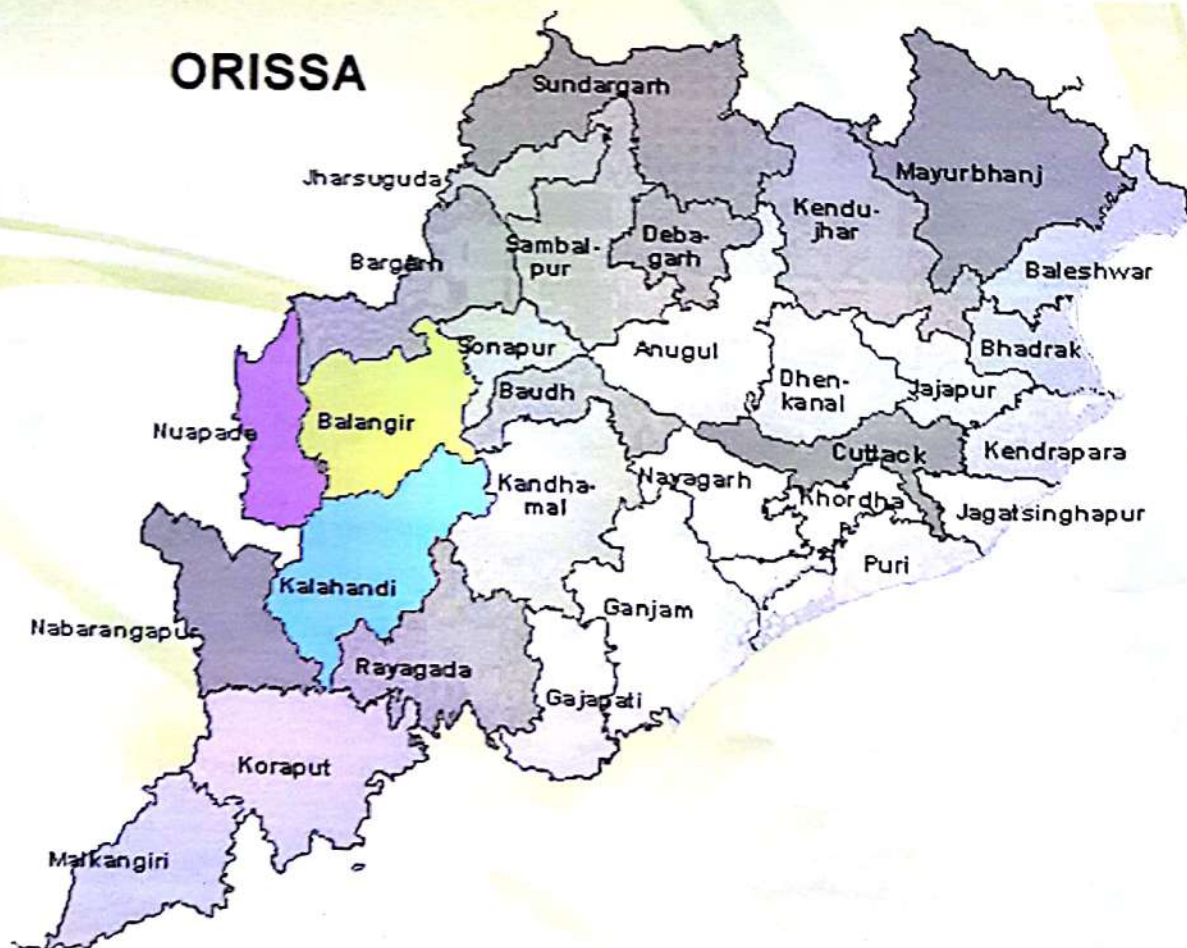 ORISSA
Sundargarh
Jharsuguda
Mayurbhanj
Kendu-
jhar
Sambal-
pur
Deba-
garh
Bargarh
Baleshwar
Sonapur
Anugul
Bhadrak
Dhen-
kanal
Jajapur
Baudh
Balangir
Nuapade
Cuttack
Kendrapara
Kandha-
mal
Nayagarh
Khordha
Jagatsinghapur
Puri
Kalahandi
Ganjam
Nabarangapur
Rayagada
Gajapati
Koraput
Malkangiri